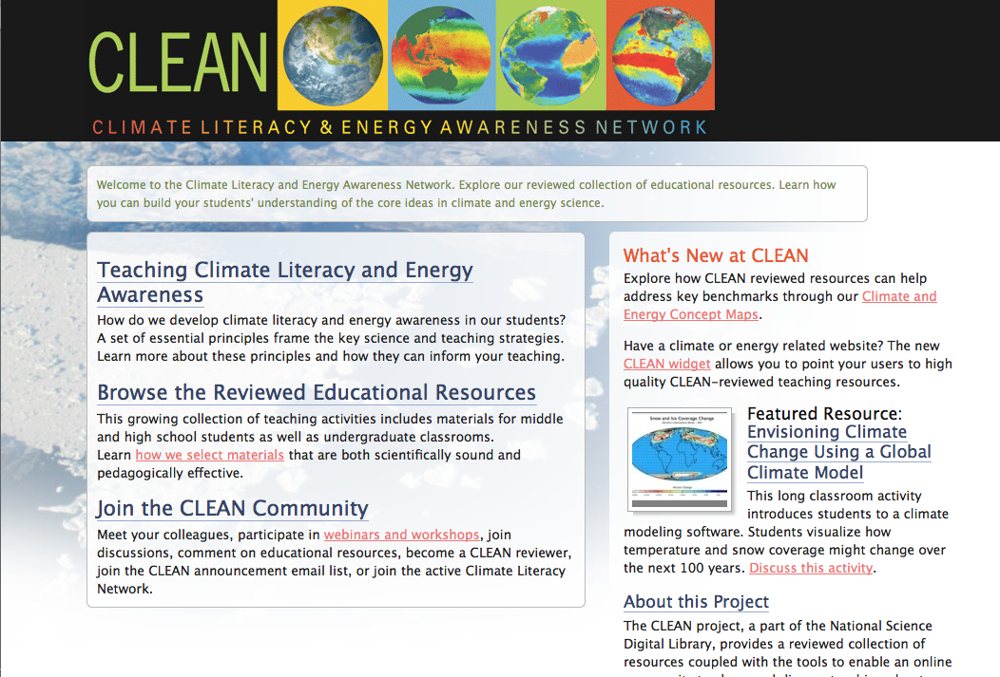 CLEAN
CLIMATE LITERACY & ENERGY AWARENESS NETWORK
Welcome to the Climate Literacy and Energy Awareness Network. Explore our reviewed collection of educational resources. Learn how
you can build your students' understanding of the core ideas in climate and energy science.
Teaching Climate Literacy and Energy
Awareness
How do we develop climate literacy and energy awareness in our students?
A set of essential principles frame the key science and teaching strategies.
Learn more about these principles and how they can inform your teaching.
Browse the Reviewed Educational Resources
This growing collection of teaching activities includes materials for middle
and high school students as well as undergraduate classrooms.
Learn how we select materials that are both scientifically sound and
pedagogically effective.
Join the CLEAN Community
Meet your colleagues, participate in webinars and workshops, join
discussions, comment on educational resources, become a CLEAN reviewer,
join the CLEAN announcement email list, or join the active Climate Literacy
Network.
What's New at CLEAN
Explore how CLEAN reviewed resources can help
address key benchmarks through our Climate and
Energy Concept Maps.
Have a climate or energy related website? The new
CLEAN widget allows you to point your users to high
quality CLEAN-reviewed teaching resources.
Snow and Ice Coverage Change
Featured Resource:
Envisioning Climate
Change Using a Global
Climate Model
This long classroom activity
introduces students to a climate
modeling software. Students visualize how
temperature and snow coverage might change over
the next 100 years. Discuss this activity.
About this Project
The CLEAN project, a part of the National Science
Digital Library, provides a reviewed collection of
resources coupled with the tools to enable an online